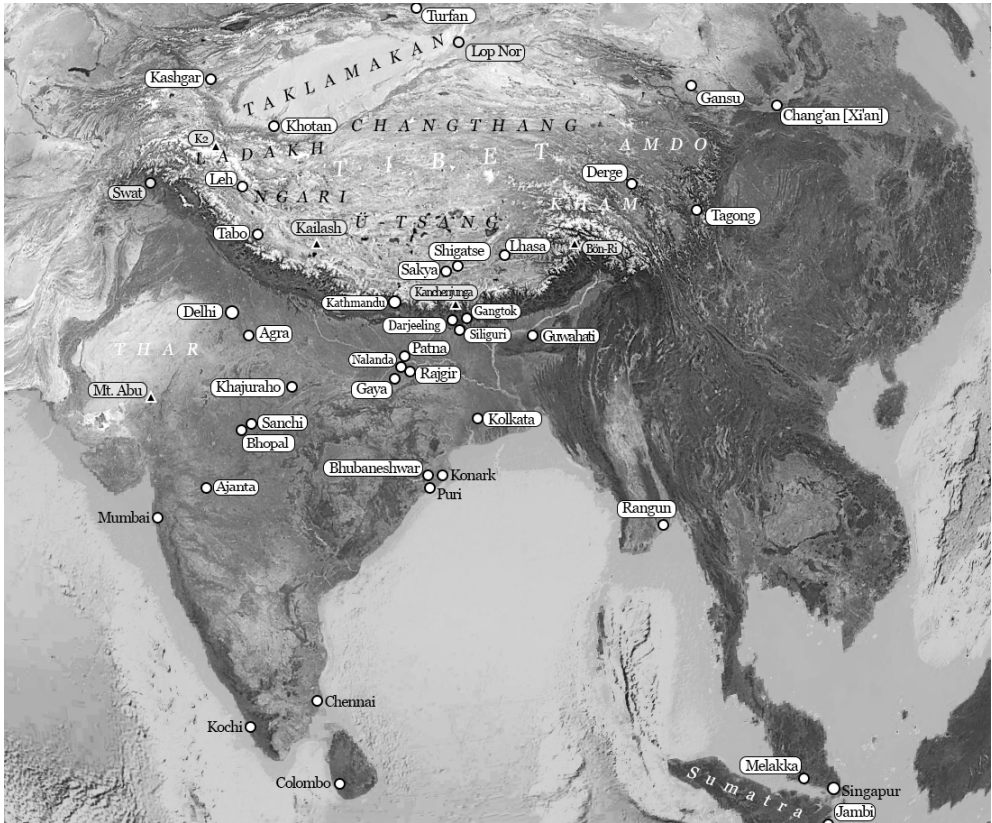 Turfan
Lop Nor
TAKLAMAKAN
Kashgar
Gansu
Chang'an [Xi'an]
Khotan
CHANGTHANG
K2
LADAKH
TIBET
AMDO
Swat
Leh
NGARI
Derge
KHAM
Tagong
Ü-TSANG
Tabo
Kailash
Shigatse
Lhasa
Bön-Ri
Sakya
Kanchenjunga
Kathmandu
Delhi
Gangtok
Darjeeling
Siliguri
Agra
Guwahati
THAR
Patna
Nalanda
Rajgir
Gaya
Mt. Abu
Khajuraho
Sanchi
Kolkata
Bhopal
Bhubaneshwar
Konark
Ajanta
Puri
Mumbai
Rangun
Chennai
Kochi
Colombo
Melakka
Sumatra
Singapur
Jambi